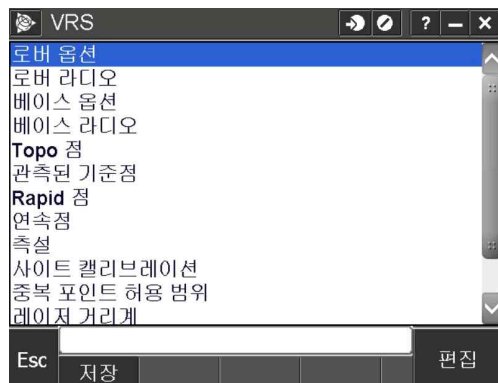 VRS
? – ×
로버 옵션
로버 라디오
베이스 옵션
베이스 라디오
Topo 점
관측된 기준점
Rapid 점
연속점
측설
사이트 캘리브레이션
중복 포인트 허용 범위
레이저 거리계
Esc
저장
편집